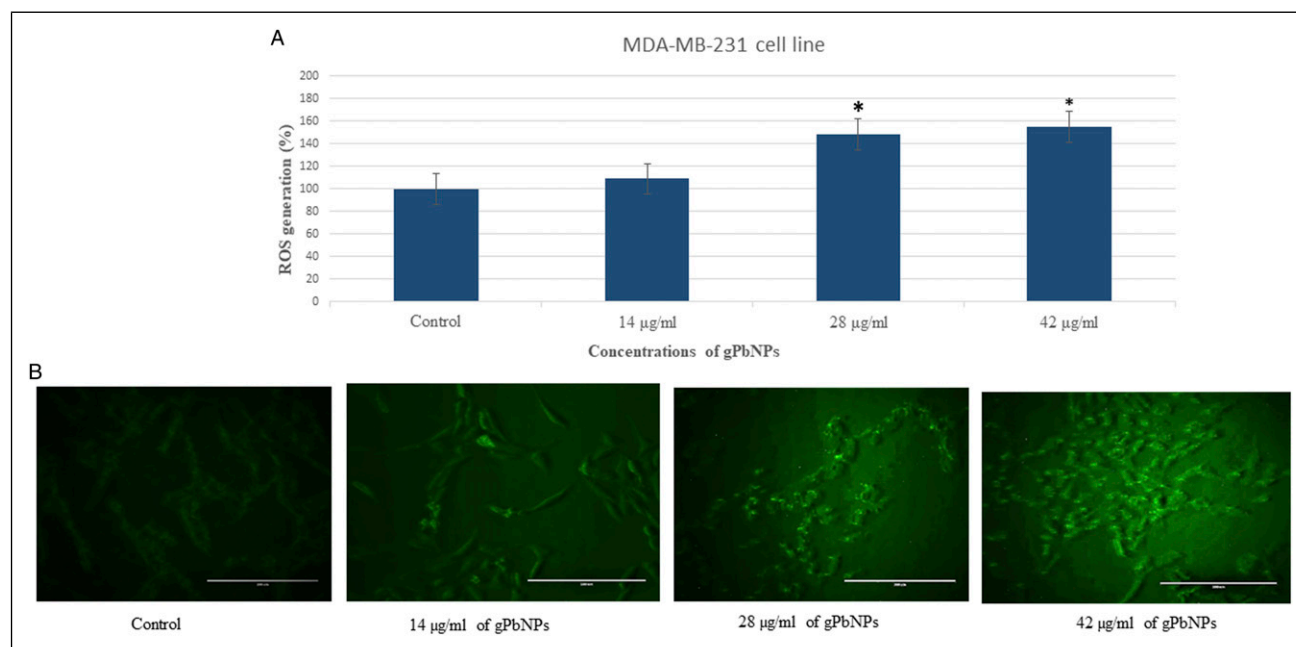 A
MDA-MB-231 cell line
ROS generation (%)
200
180
160
140
120
100
80
60
40
20
0
*
*
Control
14 µg/ml
28 µg/ml
42 µg/ml
Concentrations of gPbNPs
B
Control
14 µg/ml of gPbNPs
28 µg/ml of gPbNPs
42 µg/ml of gPbNPs